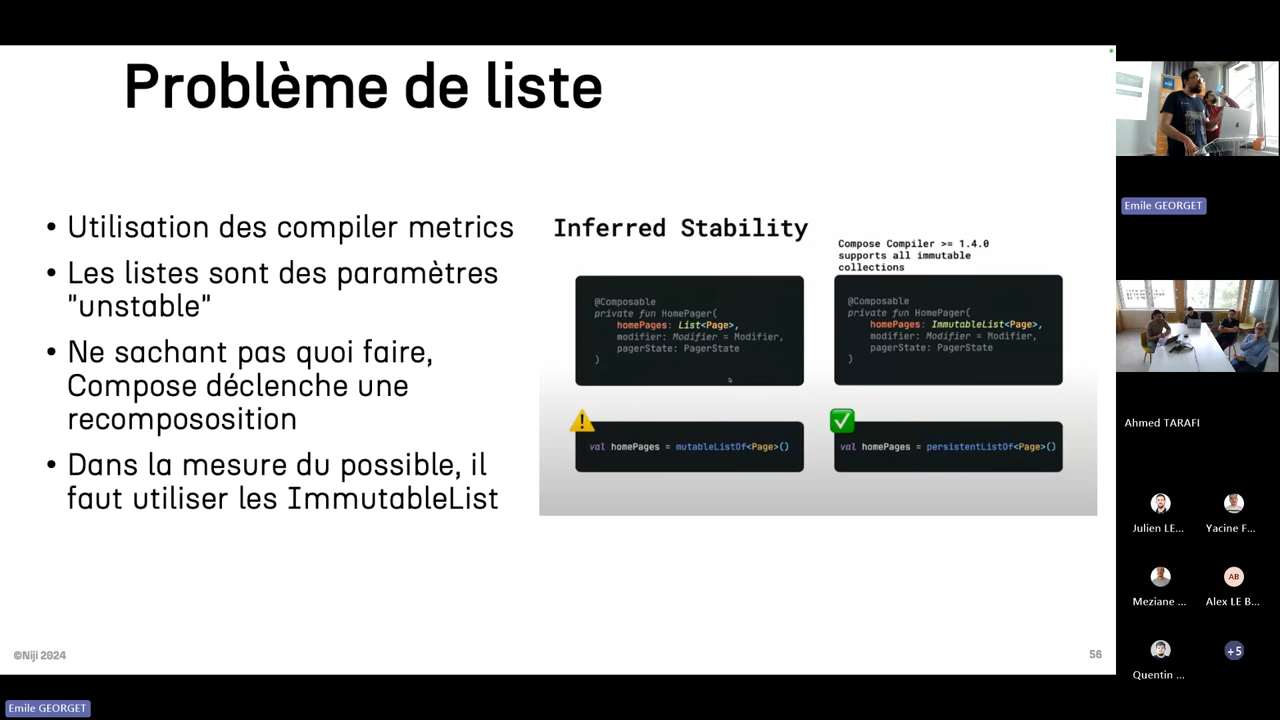 Problème de liste
• Utilisation des compiler metrics
• Les listes sont des paramètres
"unstable"
• Ne sachant pas quoi faire,
Compose déclenche une
recompososition
• Dans la mesure du possible, il
faut utiliser les ImmutableList
Inferred Stability
@Composable
private fun HomePager(
homePages: List<Page>,
modifier: Modifier = Modifier,
pagerState: PagerState
)
val homePages = mutableListOf<Page>()
Compose Compiler >= 1.4.0
supports all immutable
collections
@Composable
private fun HomePager(
homePages: ImmutableList<Page>,
modifier: Modifier = Modifier,
pagerState: PagerState
)
val homePages = persistentListOf<Page>()
©Niji 2024
56
Emile GEORGET
Emile GEORGET
Ahmed TARAFI
Julien LE...
Yacine F...
Meziane ...
AB
Alex LE B...
Quentin ...
+5